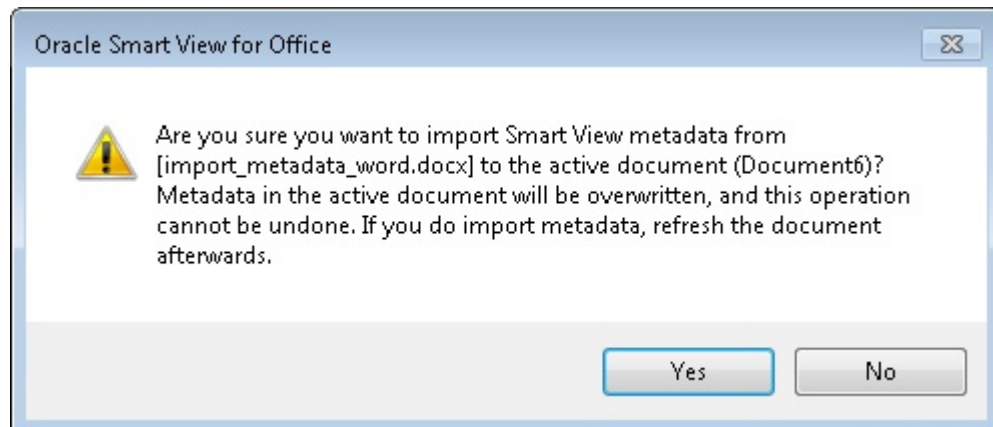 Oracle Smart View for Office
Are you sure you want to import Smart View metadata from
[import_metadata_word.docx] to the active document (Document6)?
Metadata in the active document will be overwritten, and this operation
cannot be undone. If you do import metadata, refresh the document
afterwards.
Yes
No